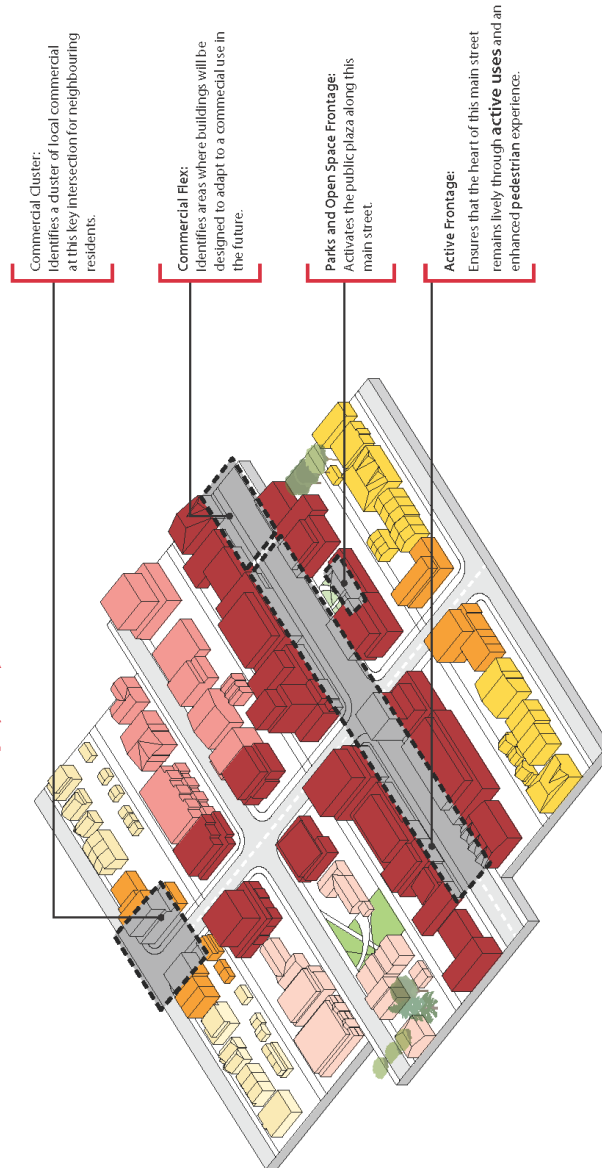 Commercial Cluster:
Identifies a cluster of local commercial
at this key intersection for neighbouring
residents.
Commercial Flex:
Identifies areas where buildings will be
designed to adapt to a commecial use in
the future.
Parks and Open Space Frontage:
Activates the public plaza along this
main street.
Active Frontage:
Ensures that the heart of this main street
remains lively through active uses and an
enhanced pedestrian experience.